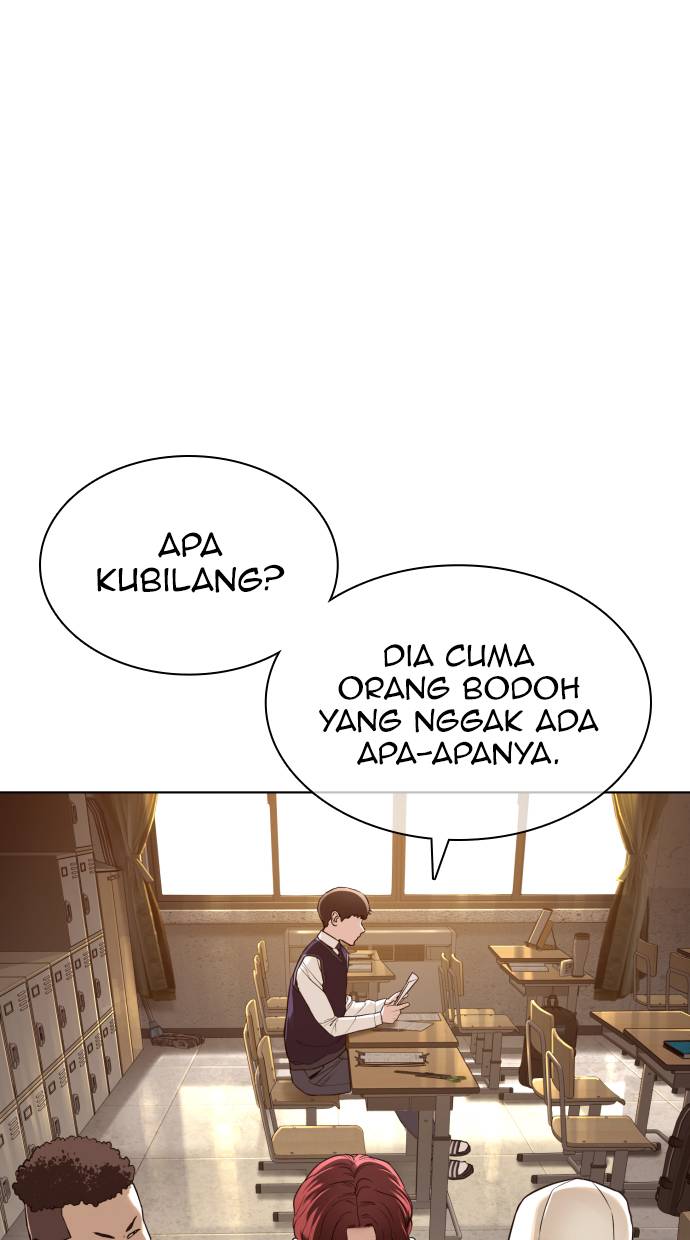 APA
KUBILANG?
DIA CUMA
ORANG BODOH
YANG NGGAK ADA
APA-APANYA.